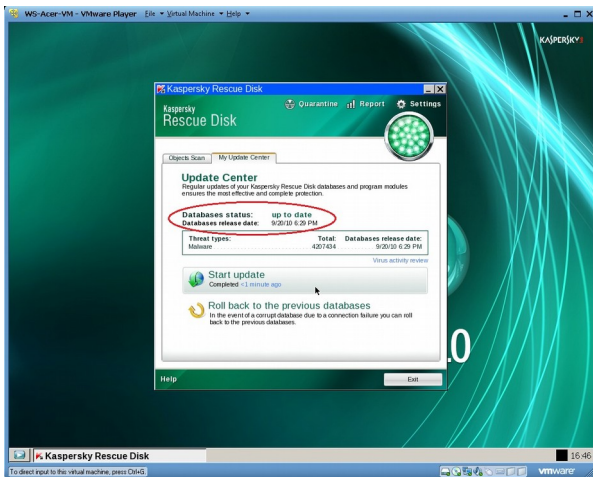 WS-Acer-VM - VMware Player File Virtual Machine Help
KASPERSKY
Kaspersky Rescue Disk
Quarantine Report Settings
Kaspersky
Rescue Disk
Objects Scan My Update Center
Update Center
Regular updates of your Kaspersky Rescue Disk databases and program modules
ensures the most effective and complete protection.
Databases status: up to date
Databases release date: 9/20/10 6:29 PM
Threat types: Total: Databases release date:
Malware 4207434 9/20/10 6:29 PM
Virus activity review
Start update
Completed <1 minute ago
Roll back to the previous databases
In the event of a corrupt database due to a connection failure you can roll
back to the previous databases.
.0
Help Exit
Kaspersky Rescue Disk 16:46
To direct input to this virtual machine, press Ctrl+G. vmware